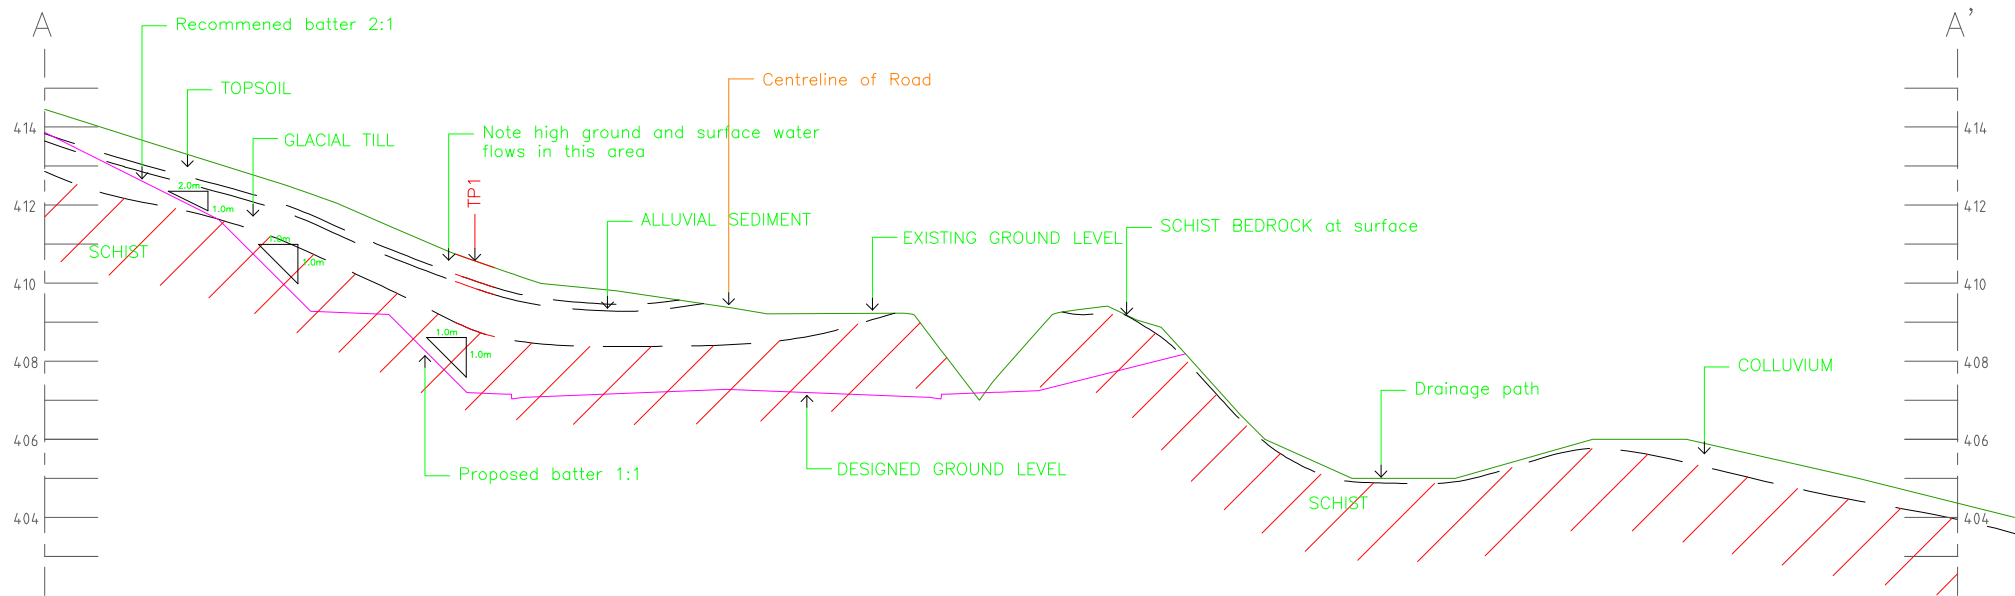 A
A'
Recommened batter 2:1
TOPSOIL
Centreline of Road
GLACIAL TILL
Note high ground and surface water
flows in this area
414
414
2.0m
1.0m
TP1
412
412
ALLUVIAL SEDIMENT
SCHIST BEDROCK at surface
EXISTING GROUND LEVEL
1.0m
1.0m
SCHIST
410
410
1.0m
1.0m
408
408
COLLUVIUM
Drainage path
406
406
Proposed batter 1:1
DESIGNED GROUND LEVEL
SCHIST
404
404